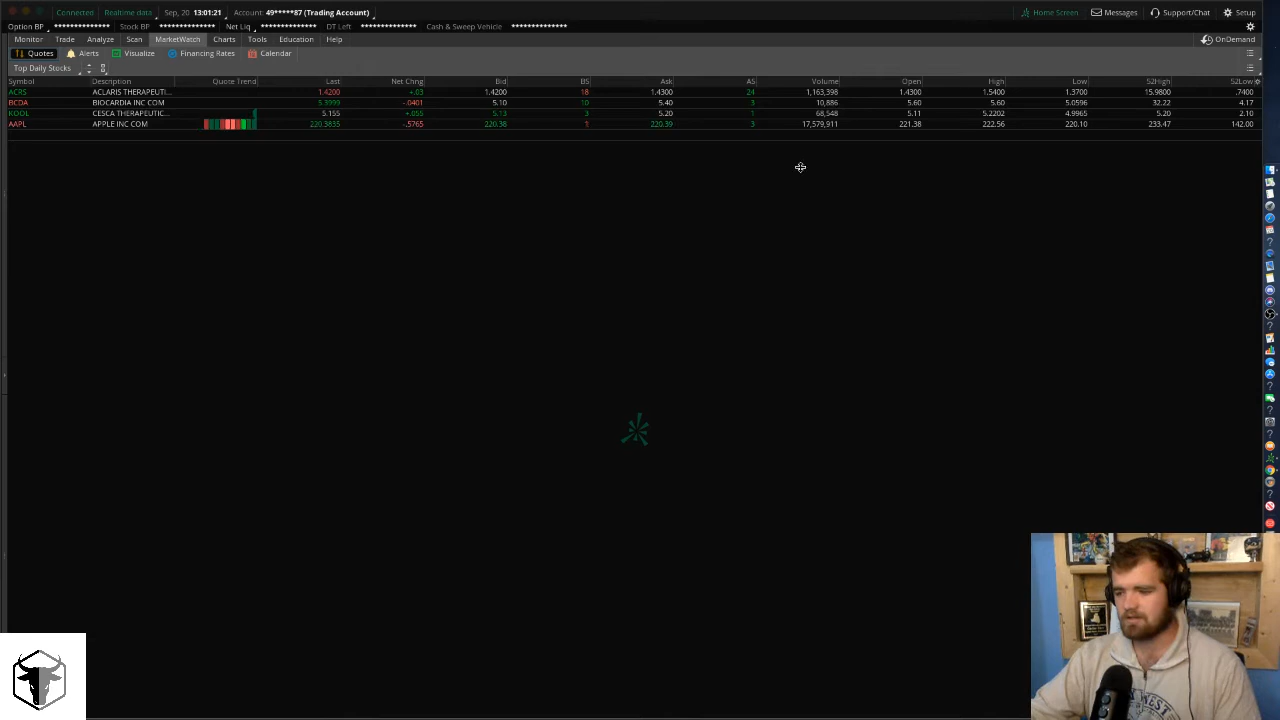 Connected Realtime data Sep, 20 13:01:21 Account: 49*****87 (Trading Account) Home Screen Messages Support/Chat Setup
Option BP ************** Stock BP ************** Net Liq ************** DT Left ************** Cash & Sweep Vehicle **************
Monitor Trade Analyze Scan MarketWatch Charts Tools Education Help OnDemand
Quotes Alerts Visualize Financing Rates Calendar
Top Daily Stocks
Symbol Description Quote Trend Last Net Chng Bid BS Ask AS Volume Open High Low 52High 52Low
ACRS ACLARIS THERAPEUTI... 1.4200 +.03 1.4200 18 1.4300 24 1,163,398 1.4300 1.5400 1.3700 15.9800 .7400
BCDA BIOCARDIA INC COM 5.3999 -.0401 5.10 10 5.40 3 10,886 5.60 5.60 5.0596 32.22 4.17
KOOL CESCA THERAPEUTIC... 5.155 +.055 5.13 3 5.20 1 68,548 5.11 5.2202 4.9965 5.20 2.10
AAPL APPLE INC COM 220.3835 -.5765 220.38 1 220.39 3 17,579,911 221.38 222.56 220.10 233.47 142.00